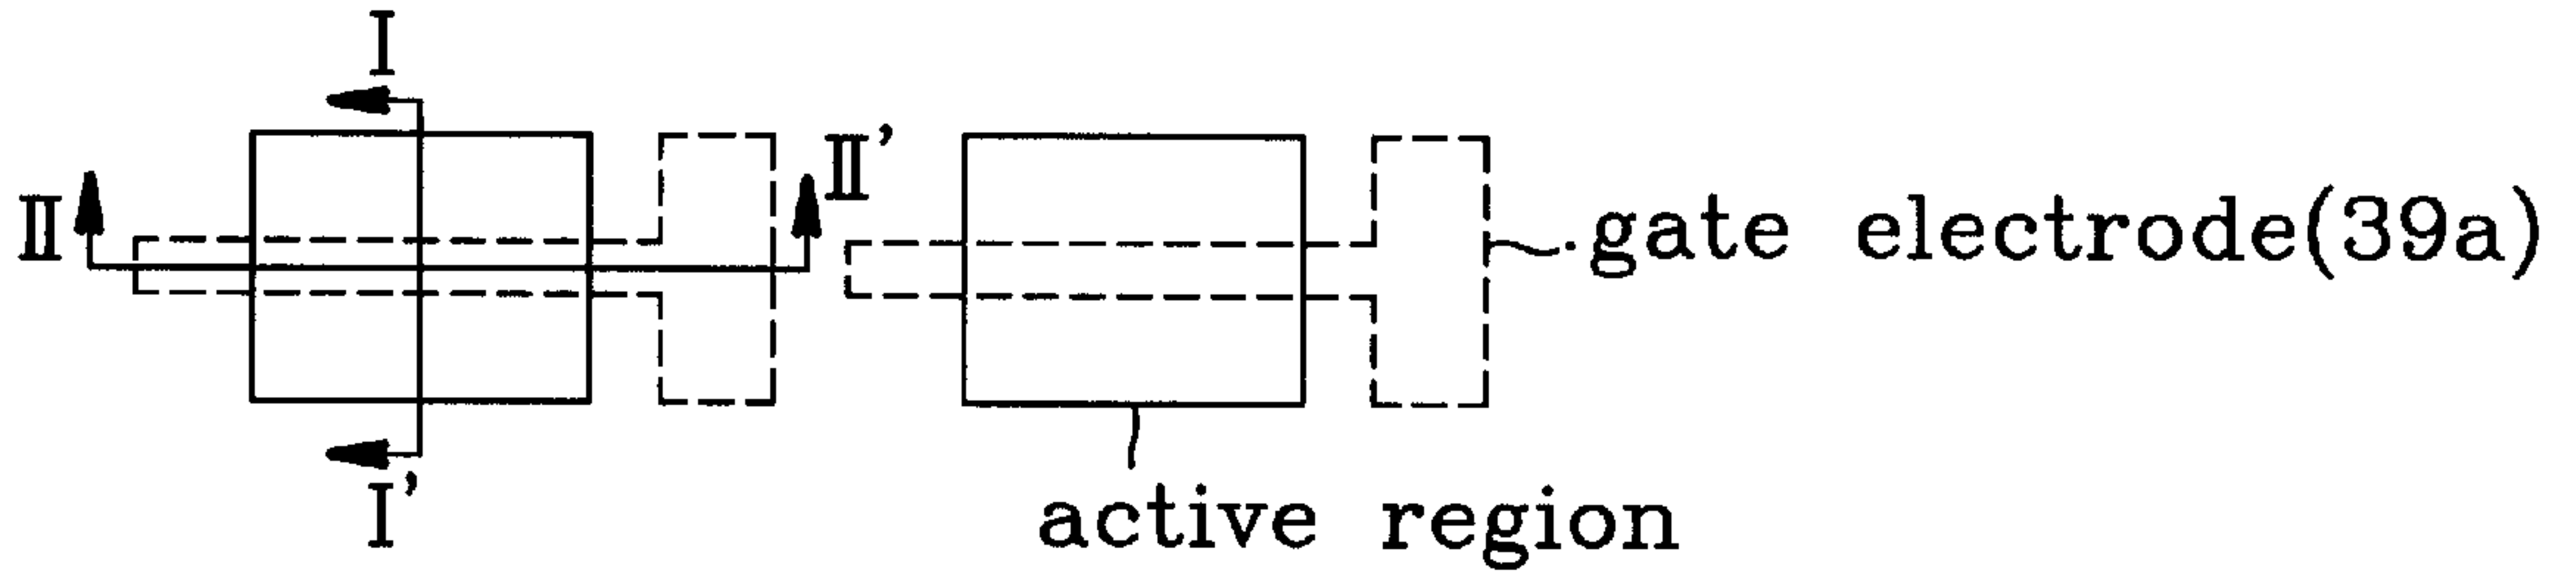 I
II
II'
gate electrode(39a)
I'
active region